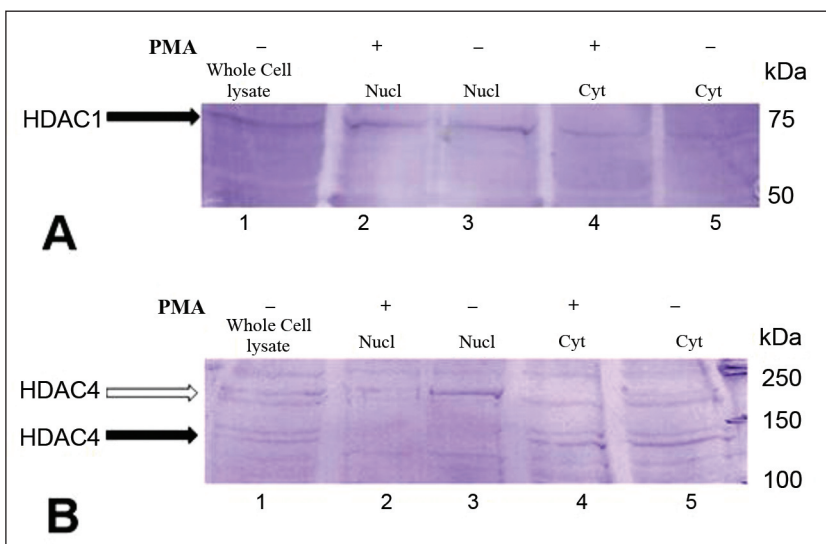 PMA – + – + –
Whole Cell lysate Nucl Nucl Cyt Cyt kDa
HDAC1 75
50
A 1 2 3 4 5
PMA – + – + –
Whole Cell lysate Nucl Nucl Cyt Cyt kDa
HDAC4 250
150
HDAC4
100
B 1 2 3 4 5